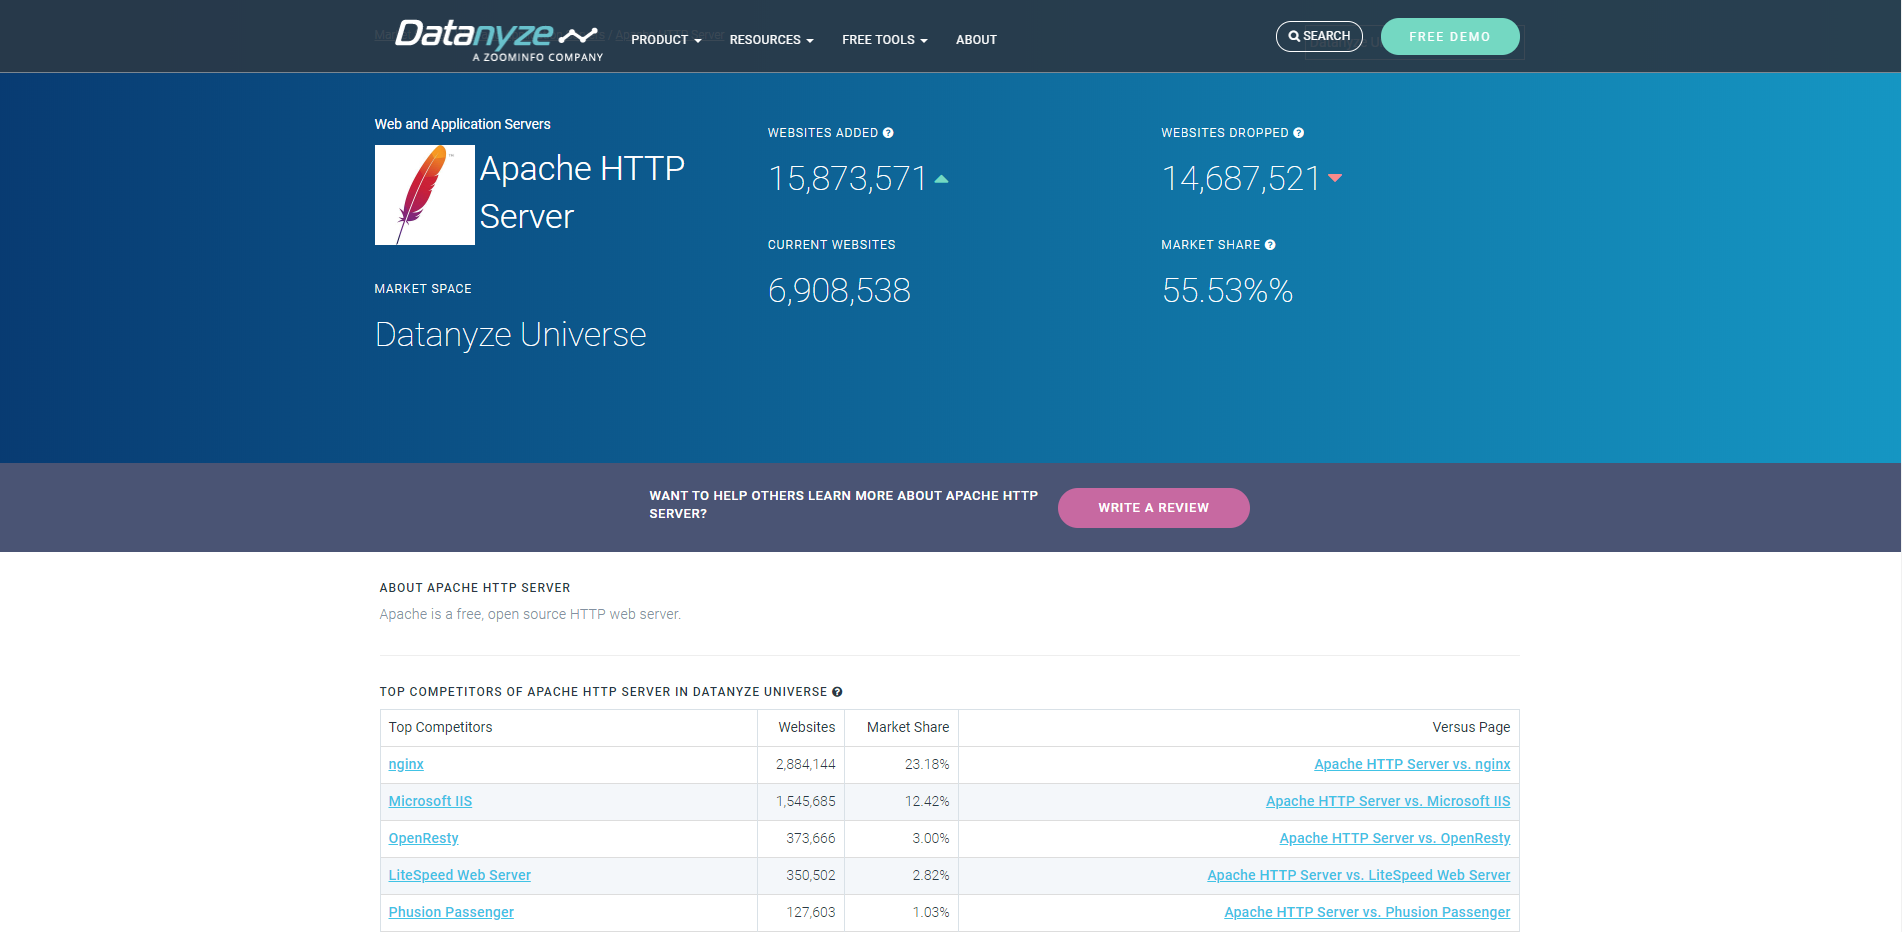 Datanyze
A ZOOMINFO COMPANY
PRODUCT
RESOURCES
FREE TOOLS
ABOUT
SEARCH
FREE DEMO
Web and Application Servers
Apache HTTP
Server
MARKET SPACE
Datanyze Universe
WEBSITES ADDED
15,873,571
CURRENT WEBSITES
6,908,538
WEBSITES DROPPED
14,687,521
MARKET SHARE
55.53%%
WANT TO HELP OTHERS LEARN MORE ABOUT APACHE HTTP
SERVER?
WRITE A REVIEW
ABOUT APACHE HTTP SERVER
Apache is a free, open source HTTP web server.
TOP COMPETITORS OF APACHE HTTP SERVER IN DATANYZE UNIVERSE
Top Competitors Websites Market Share Versus Page
nginx 2,884,144 23.18% Apache HTTP Server vs. nginx
Microsoft IIS 1,545,685 12.42% Apache HTTP Server vs. Microsoft IIS
OpenResty 373,666 3.00% Apache HTTP Server vs. OpenResty
LiteSpeed Web Server 350,502 2.82% Apache HTTP Server vs. LiteSpeed Web Server
Phusion Passenger 127,603 1.03% Apache HTTP Server vs. Phusion Passenger